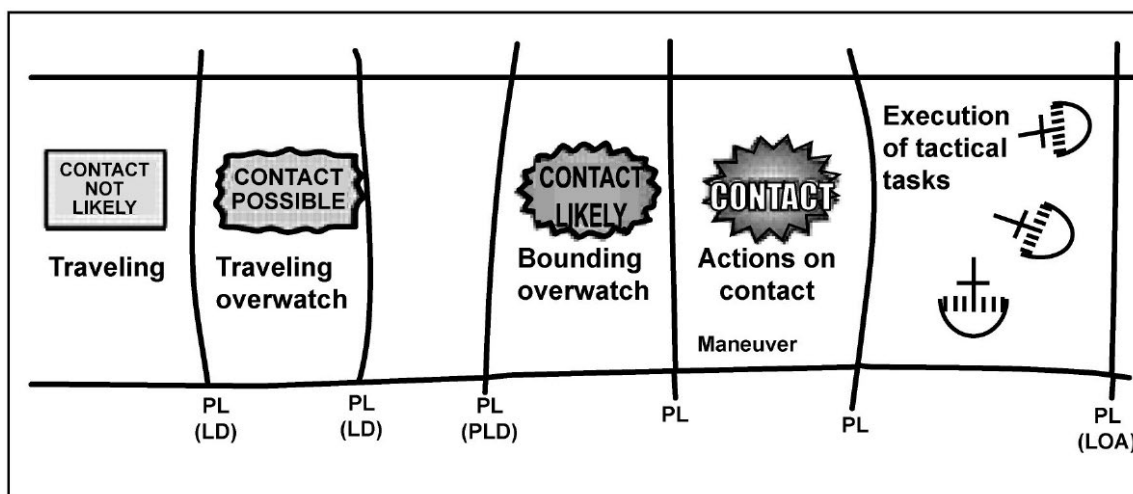 CONTACT
NOT
LIKELY
Traveling
CONTACT
POSSIBLE
Traveling
overwatch
CONTACT
LIKELY
Bounding
overwatch
CONTACT
Actions on
contact
Maneuver
Execution
of tactical
tasks
PL
(LD)
PL
(LD)
PL
(PLD)
PL
PL
PL
(LOA)